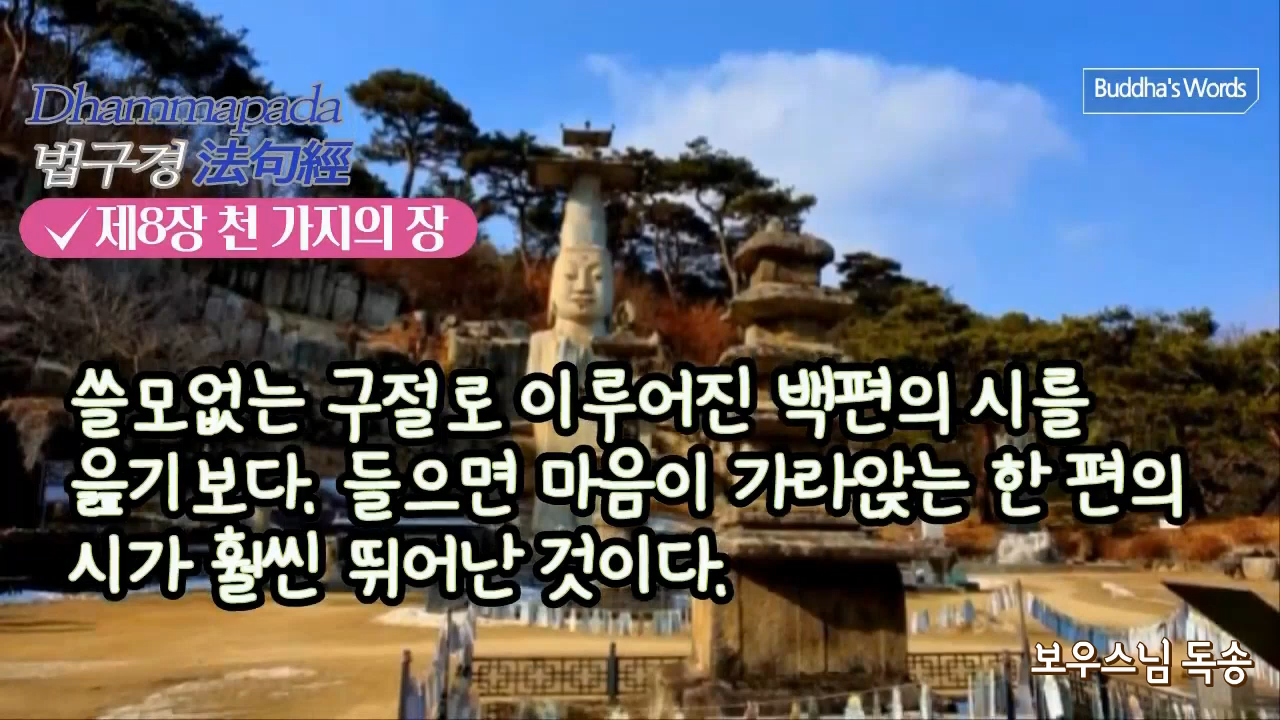 Dhammapada
법구경 法句經
✓제8장 천 가지의 장
Buddha's Words
쓸모없는 구절로 이루어진 백편의 시를
읊기보다. 들으면 마음이 가라앉는 한 편의
시가 훨씬 뛰어난 것이다.
보우스님 독송